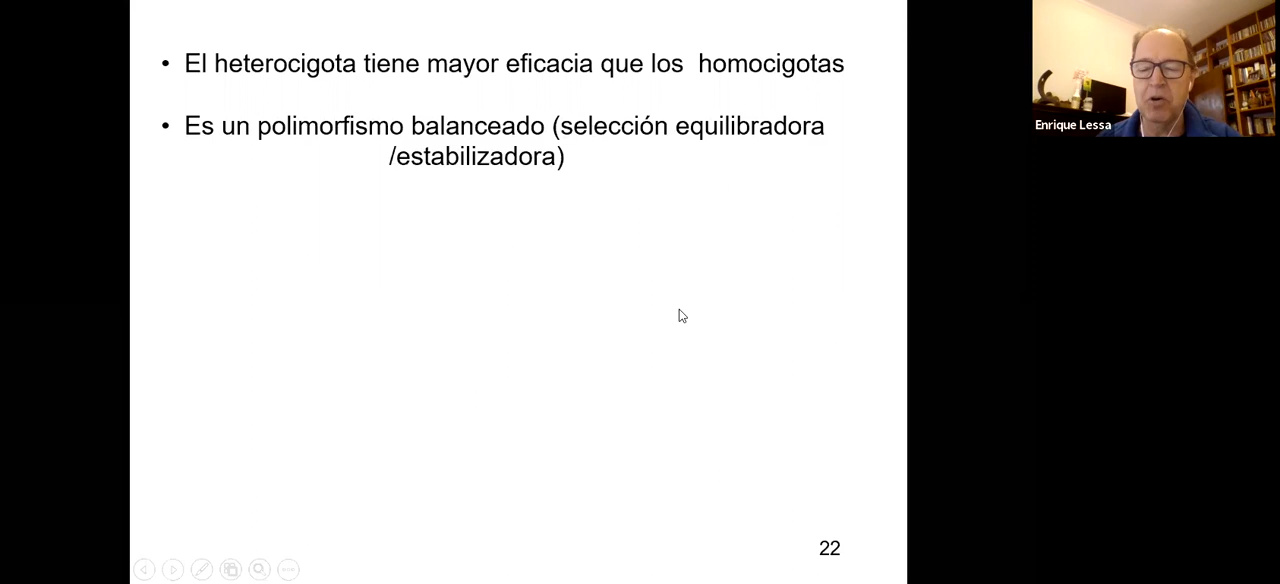 • El heterocigota tiene mayor eficacia que los  homocigotas
• Es un polimorfismo balanceado (selección equilibradora
/estabilizadora)
22
Enrique Lessa